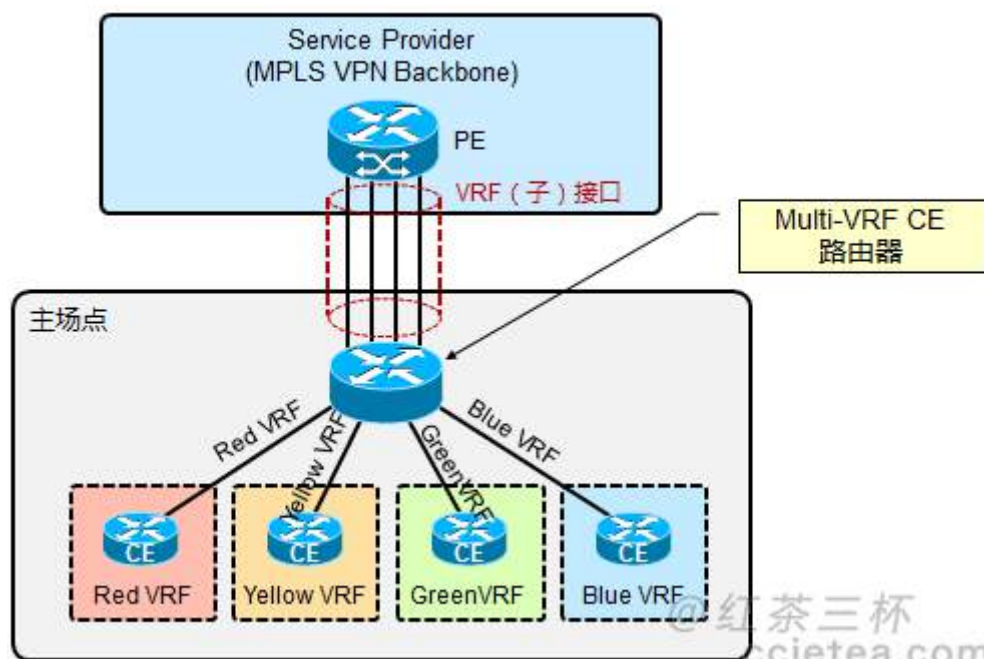 Service Provider
(MPLS VPN Backbone)
PE
VRF（子）接口
Multi-VRF CE
路由器
主场点
Red VRF
Yellow VRF
GreenVRF
Blue VRF
CE
CE
CE
CE
Red VRF
Yellow VRF
GreenVRF
Blue VRF
@红茶三杯
ccietea.com